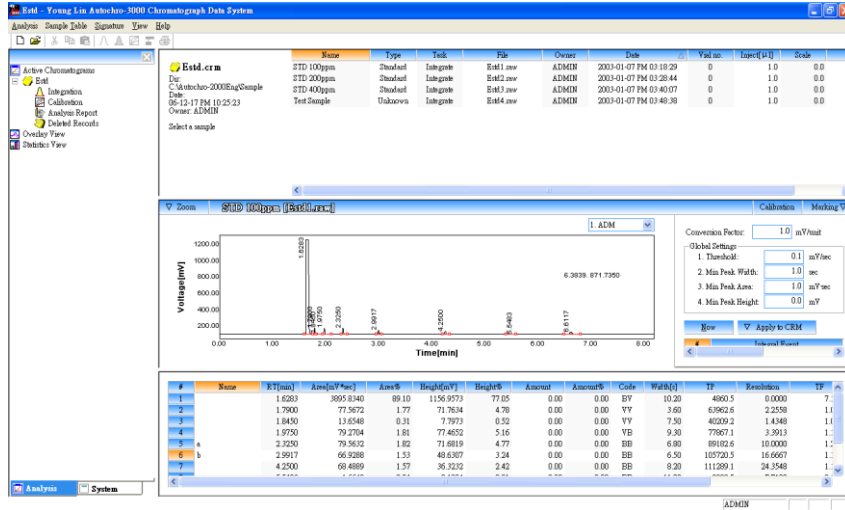 Estd - Young Lin Autochro-3000 Chromatograph Data System
Analysis Sample Table Signature View Help
Active Chromatograms
Estd
Integration
Calibration
Analysis Report
Deleted Records
Overlay View
Statistics View
Estd.crm
Dir:
C:\Autochro-2000Eng\Sample
Date:
06-12-17 PM 10:25:23
Owner: ADMIN
Select a sample
Name Type Task File Owner Date Vial no. Inject[µl] Scale
STD 100ppm Standard Integrate Estd1.raw ADMIN 2003-01-07 PM 03:18:29 0 1.0 0.0
STD 200ppm Standard Integrate Estd2.raw ADMIN 2003-01-07 PM 03:28:44 0 1.0 0.0
STD 400ppm Standard Integrate Estd3.raw ADMIN 2003-01-07 PM 03:40:07 0 1.0 0.0
Test Sample Unknown Integrate Estd4.raw ADMIN 2003-01-07 PM 03:48:38 0 1.0 0.0
Zoom STD 100ppm [Estd1.raw] Calibration Marking
1. ADM
Voltage[mV]
1200.00
1000.00
800.00
600.00
400.00
200.00
1.6283
1.9750
2.3250
2.9917
4.2500
5.5483
6.6117
6.3839. 871.7350
0.00 1.00 2.00 3.00 4.00 5.00 6.00 7.00 8.00
Time[min]
Conversion Factor: 1.0 mV/unit
Global Settings
1. Threshold: 0.1 mV/sec
2. Min Peak Width: 1.0 sec
3. Min Peak Area: 1.0 mV sec
4. Min Peak Height: 0.0 mV
Now Apply to CRM
# Integral Event
# Name RT[min] Area[mV*sec] Area% Height[mV] Height% Amount Amount% Code Width[s] TP Resolution TF
1 1.6283 3895.8340 89.10 1156.9573 77.05 0.00 0.00 BV 10.20 4860.5 0.0000
2 1.7900 77.5672 1.77 71.7634 4.78 0.00 0.00 VV 3.60 63962.6 2.2558
3 1.8450 13.6548 0.31 7.7973 0.52 0.00 0.00 VV 7.50 40209.2 1.4348
4 1.9750 79.2704 1.81 77.4652 5.16 0.00 0.00 VB 9.30 77867.1 3.3913
5 a 2.3250 79.5632 1.82 71.6819 4.77 0.00 0.00 BB 6.80 89182.6 10.0000
6 b 2.9917 66.9288 1.53 48.6307 3.24 0.00 0.00 BB 6.50 105720.5 16.6667
7 4.2500 68.4889 1.57 36.3232 2.42 0.00 0.00 BB 8.20 111289.1 24.3548
Analysis System
ADMIN